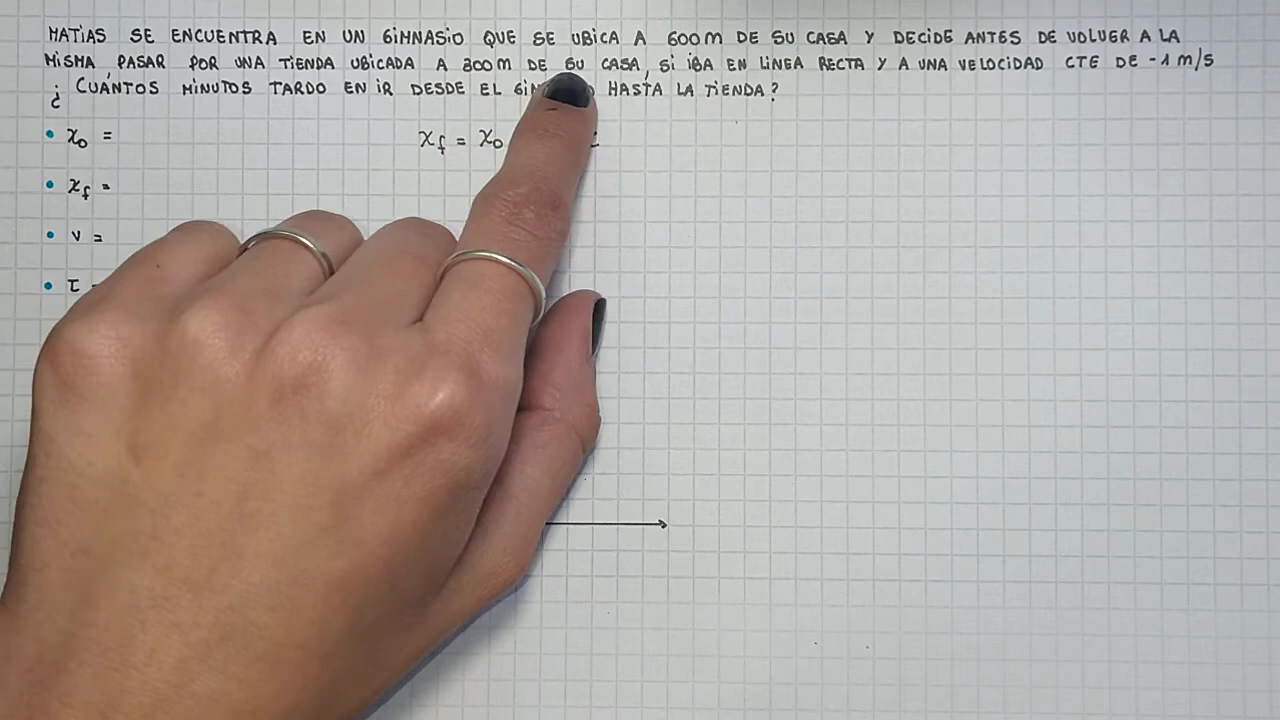 MATIAS SE ENCUENTRA EN UN GIMNASIO QUE SE UBICA A 600M DE SU CASA Y DECIDE ANTES DE VOLVER A LA
MISMA, PASAR POR UNA TIENDA UBICADA A 300M DE SU CASA, SI IBA EN LINEA RECTA Y A UNA VELOCIDAD CTE DE -1 M/S
¿ CUÁNTOS MINUTOS TARDO EN IR DESDE EL HASTA LA TIENDA?
• x₀ = x_f = x₀
• x_f =
• v =
• t